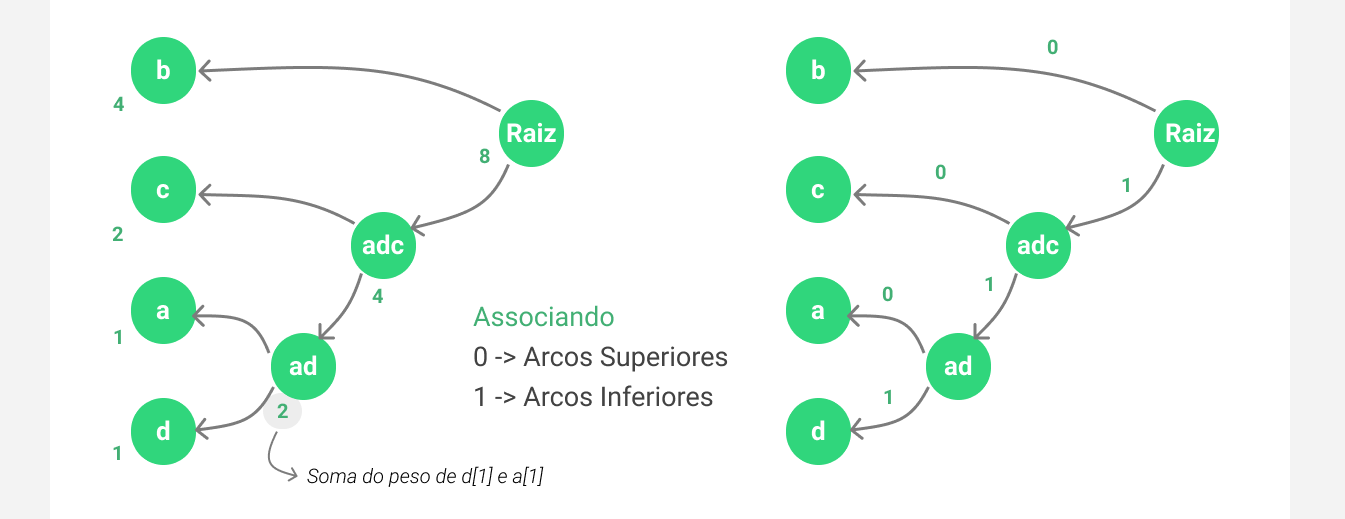 b
4
Raiz
8
c
2
adc
4
a
1
ad
2
d
1
Soma do peso de d[1] e a[1]
Associando
0 -> Arcos Superiores
1 -> Arcos Inferiores
0
b
Raiz
0
1
c
adc
1
0
a
ad
1
d